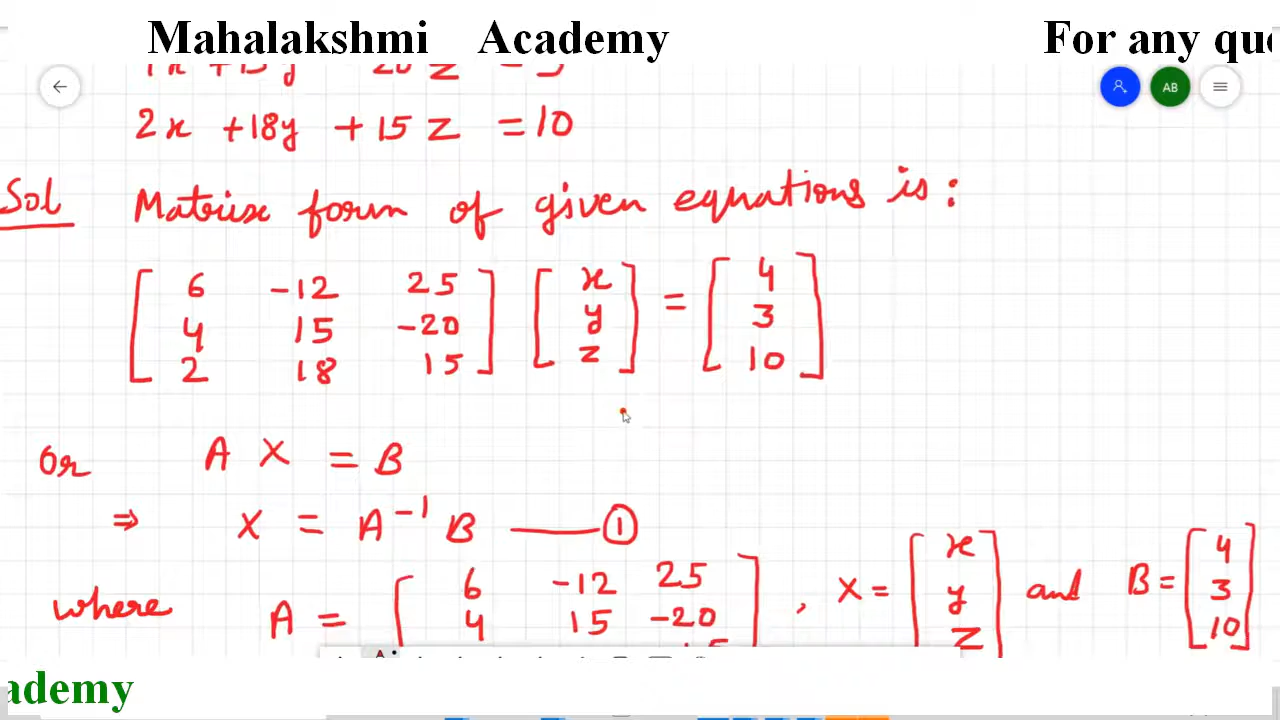 Mahalakshmi Academy For any qu
AB
2x +18y +15 z =10
Sol Matrix form of given equations is:
[ 6 -12 25 ] [ x ] = [ 4 ]
[ 4 15 -20 ] [ y ] [ 3 ]
[ 2 18 15 ] [ z ] [ 10 ]
Or A X = B
⇒ X = A⁻¹ B —— ①
where A = [ 6 -12 25 , X = [ x and B = [ 4
4 15 -20 ] y 3
z ] 10 ]
ademy